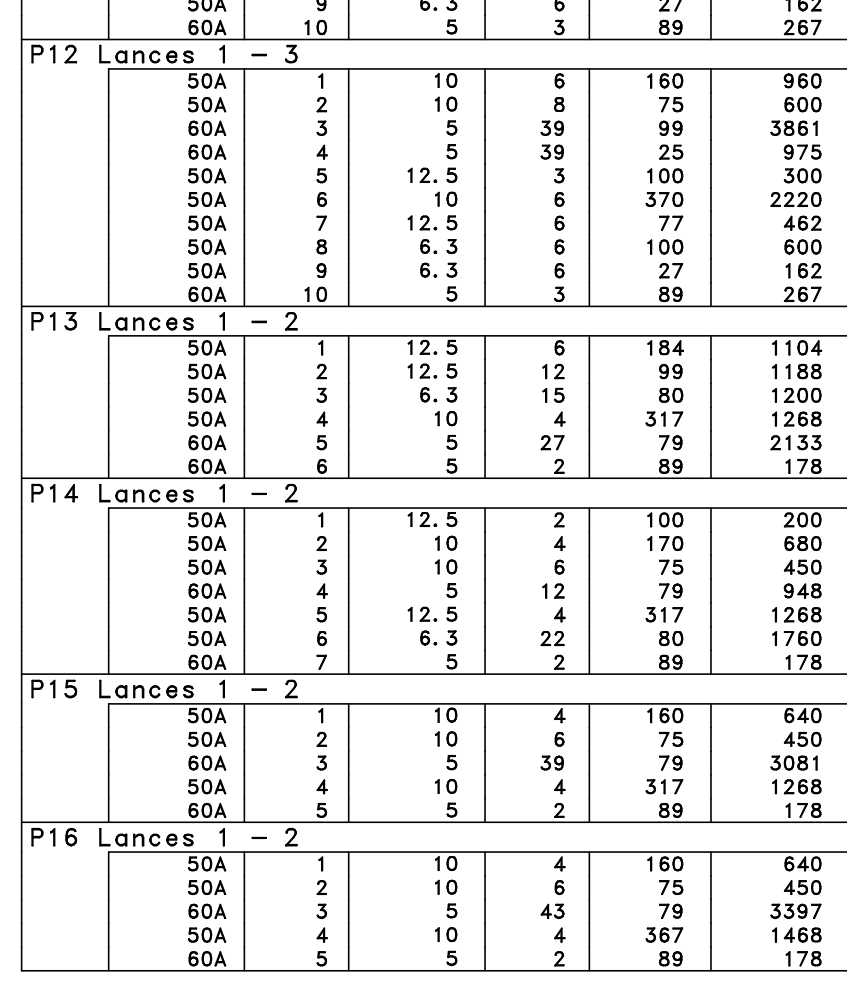 50A 9 6.3 6 27 162
60A 10 5 3 89 267
P12 Lances 1 - 3
50A 1 10 6 160 960
50A 2 10 8 75 600
60A 3 5 39 99 3861
60A 4 5 39 25 975
50A 5 12.5 3 100 300
50A 6 10 6 370 2220
50A 7 12.5 6 77 462
50A 8 6.3 6 100 600
50A 9 6.3 6 27 162
60A 10 5 3 89 267
P13 Lances 1 - 2
50A 1 12.5 6 184 1104
50A 2 12.5 12 99 1188
50A 3 6.3 15 80 1200
50A 4 10 4 317 1268
60A 5 5 27 79 2133
60A 6 5 2 89 178
P14 Lances 1 - 2
50A 1 12.5 2 100 200
50A 2 10 4 170 680
50A 3 10 6 75 450
60A 4 5 12 79 948
50A 5 12.5 4 317 1268
50A 6 6.3 22 80 1760
60A 7 5 2 89 178
P15 Lances 1 - 2
50A 1 10 4 160 640
50A 2 10 6 75 450
60A 3 5 39 79 3081
50A 4 10 4 317 1268
60A 5 5 2 89 178
P16 Lances 1 - 2
50A 1 10 4 160 640
50A 2 10 6 75 450
60A 3 5 43 79 3397
50A 4 10 4 367 1468
60A 5 5 2 89 178